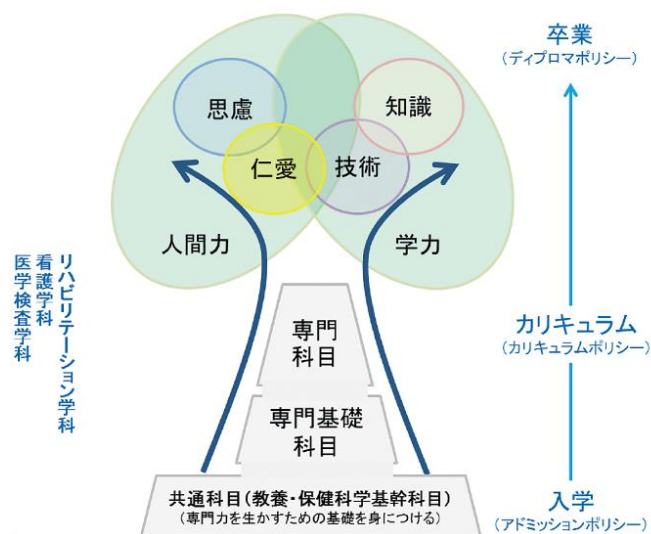 卒業
（ディプロマポリシー）
思慮
知識
仁愛
技術
人間力
学力
リハビリテーション学科
看護学科
医学検査学科
専門
科目
カリキュラム
（カリキュラムポリシー）
専門基礎
科目
共通科目（教養・保健科学基幹科目）
（専門力を生かすための基礎を身につける）
入学
（アドミッションポリシー）